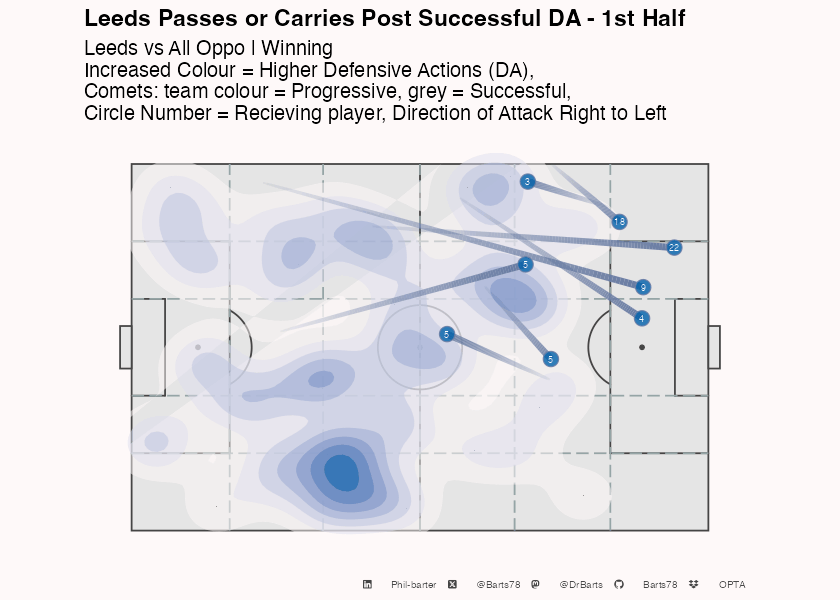 Leeds Passes or Carries Post Successful DA - 1st Half
Leeds vs All Oppo | Winning
Increased Colour = Higher Defensive Actions (DA),
Comets: team colour = Progressive, grey = Successful,
Circle Number = Recieving player, Direction of Attack Right to Left
3
18
22
5
9
4
5
5
Phil-barter @Barts78 @DrBarts Barts78 OPTA